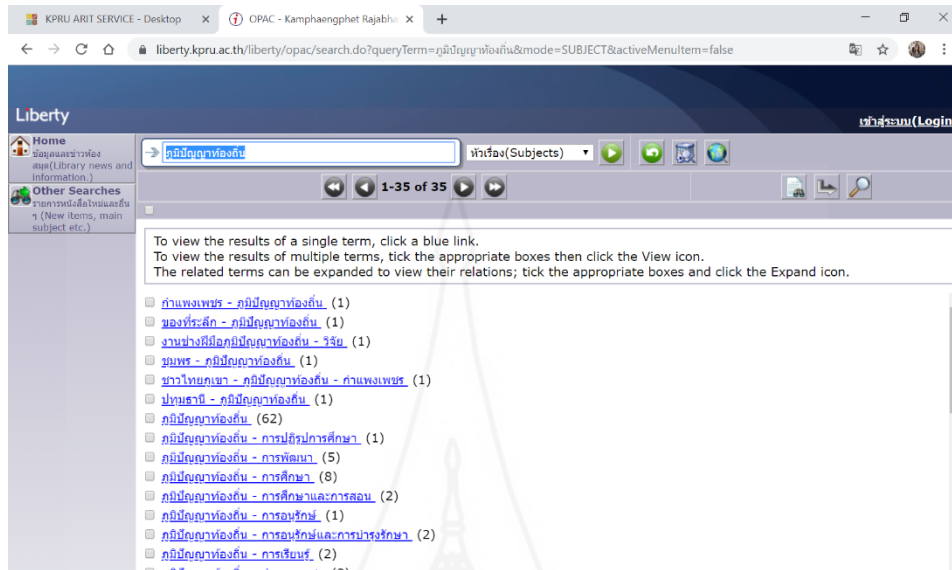 KPRU ARIT SERVICE - Desktop
OPAC - Kamphaengphet Rajabha
liberty.kpru.ac.th/liberty/opac/search.do?queryTerm=ภูมิปัญญาท้องถิ่น&mode=SUBJECT&activeMenuItem=false
Liberty
เข้าสู่ระบบ(Login
Home
ข้อมูลและข่าวห้อง
สมุด(Library news and
information.)
Other Searches
รายการหนังสือใหม่และอื่น
ๆ (New items, main
subject etc.)
ภูมิปัญญาท้องถิ่น
หัวเรื่อง(Subjects)
1-35 of 35
To view the results of a single term, click a blue link.
To view the results of multiple terms, tick the appropriate boxes then click the View icon.
The related terms can be expanded to view their relations; tick the appropriate boxes and click the Expand icon.
กำแพงเพชร - ภูมิปัญญาท้องถิ่น (1)
ของที่ระลึก - ภูมิปัญญาท้องถิ่น (1)
งานช่างฝีมือภูมิปัญญาท้องถิ่น - วิจัย (1)
ชุมพร - ภูมิปัญญาท้องถิ่น (1)
ชาวไทยภูเขา - ภูมิปัญญาท้องถิ่น - กำแพงเพชร (1)
ปทุมธานี - ภูมิปัญญาท้องถิ่น (1)
ภูมิปัญญาท้องถิ่น (62)
ภูมิปัญญาท้องถิ่น - การปฏิรูปการศึกษา (1)
ภูมิปัญญาท้องถิ่น - การพัฒนา (5)
ภูมิปัญญาท้องถิ่น - การศึกษา (8)
ภูมิปัญญาท้องถิ่น - การศึกษาและการสอน (2)
ภูมิปัญญาท้องถิ่น - การอนุรักษ์ (1)
ภูมิปัญญาท้องถิ่น - การอนุรักษ์และการบำรุงรักษา (2)
ภูมิปัญญาท้องถิ่น - การเรียนรู้ (2)